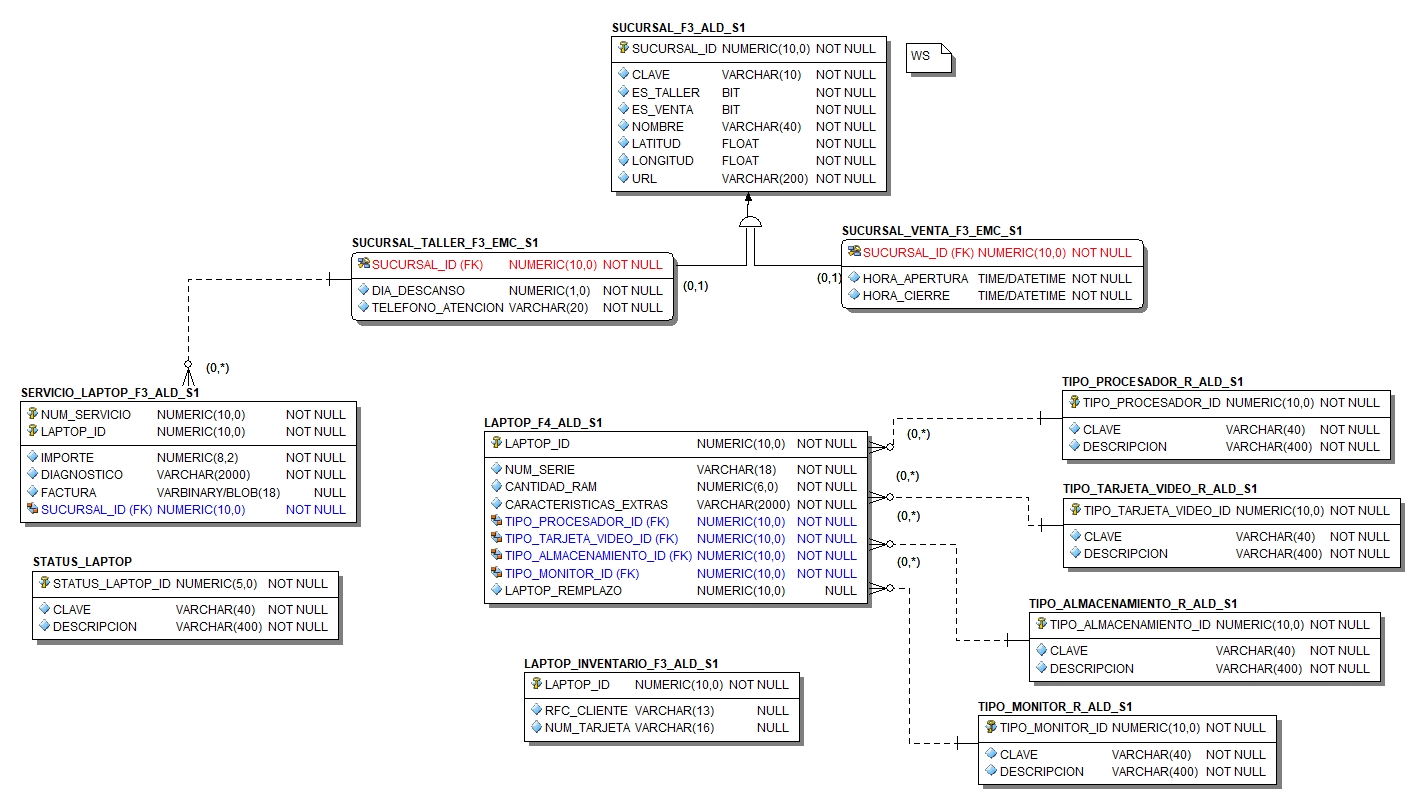 SUCURSAL_F3_ALD_S1
SUCURSAL_ID NUMERIC(10,0) NOT NULL
CLAVE VARCHAR(10) NOT NULL
ES_TALLER BIT NOT NULL
ES_VENTA BIT NOT NULL
NOMBRE VARCHAR(40) NOT NULL
LATITUD FLOAT NOT NULL
LONGITUD FLOAT NOT NULL
URL VARCHAR(200) NOT NULL
WS
SUCURSAL_TALLER_F3_EMC_S1
SUCURSAL_ID (FK) NUMERIC(10,0) NOT NULL
DIA_DESCANSO NUMERIC(1,0) NOT NULL
TELEFONO_ATENCION VARCHAR(20) NOT NULL
(0,1)
SUCURSAL_VENTA_F3_EMC_S1
SUCURSAL_ID (FK) NUMERIC(10,0) NOT NULL
HORA_APERTURA TIME/DATETIME NOT NULL
HORA_CIERRE TIME/DATETIME NOT NULL
(0,1)
(0,*)
SERVICIO_LAPTOP_F3_ALD_S1
NUM_SERVICIO NUMERIC(10,0) NOT NULL
LAPTOP_ID NUMERIC(10,0) NOT NULL
IMPORTE NUMERIC(8,2) NOT NULL
DIAGNOSTICO VARCHAR(2000) NOT NULL
FACTURA VARBINARY/BLOB(18) NULL
SUCURSAL_ID (FK) NUMERIC(10,0) NOT NULL
STATUS_LAPTOP
STATUS_LAPTOP_ID NUMERIC(5,0) NOT NULL
CLAVE VARCHAR(40) NOT NULL
DESCRIPCION VARCHAR(400) NOT NULL
LAPTOP_F4_ALD_S1
LAPTOP_ID NUMERIC(10,0) NOT NULL
NUM_SERIE VARCHAR(18) NOT NULL
CANTIDAD_RAM NUMERIC(6,0) NOT NULL
CARACTERISTICAS_EXTRAS VARCHAR(2000) NOT NULL
TIPO_PROCESADOR_ID (FK) NUMERIC(10,0) NOT NULL
TIPO_TARJETA_VIDEO_ID (FK) NUMERIC(10,0) NOT NULL
TIPO_ALMACENAMIENTO_ID (FK) NUMERIC(10,0) NOT NULL
TIPO_MONITOR_ID (FK) NUMERIC(10,0) NOT NULL
LAPTOP_REMPLAZO NUMERIC(10,0) NULL
(0,*)
(0,*)
(0,*)
(0,*)
TIPO_PROCESADOR_R_ALD_S1
TIPO_PROCESADOR_ID NUMERIC(10,0) NOT NULL
CLAVE VARCHAR(40) NOT NULL
DESCRIPCION VARCHAR(400) NOT NULL
TIPO_TARJETA_VIDEO_R_ALD_S1
TIPO_TARJETA_VIDEO_ID NUMERIC(10,0) NOT NULL
CLAVE VARCHAR(40) NOT NULL
DESCRIPCION VARCHAR(400) NOT NULL
TIPO_ALMACENAMIENTO_R_ALD_S1
TIPO_ALMACENAMIENTO_ID NUMERIC(10,0) NOT NULL
CLAVE VARCHAR(40) NOT NULL
DESCRIPCION VARCHAR(400) NOT NULL
LAPTOP_INVENTARIO_F3_ALD_S1
LAPTOP_ID NUMERIC(10,0) NOT NULL
RFC_CLIENTE VARCHAR(13) NULL
NUM_TARJETA VARCHAR(16) NULL
TIPO_MONITOR_R_ALD_S1
TIPO_MONITOR_ID NUMERIC(10,0) NOT NULL
CLAVE VARCHAR(40) NOT NULL
DESCRIPCION VARCHAR(400) NOT NULL